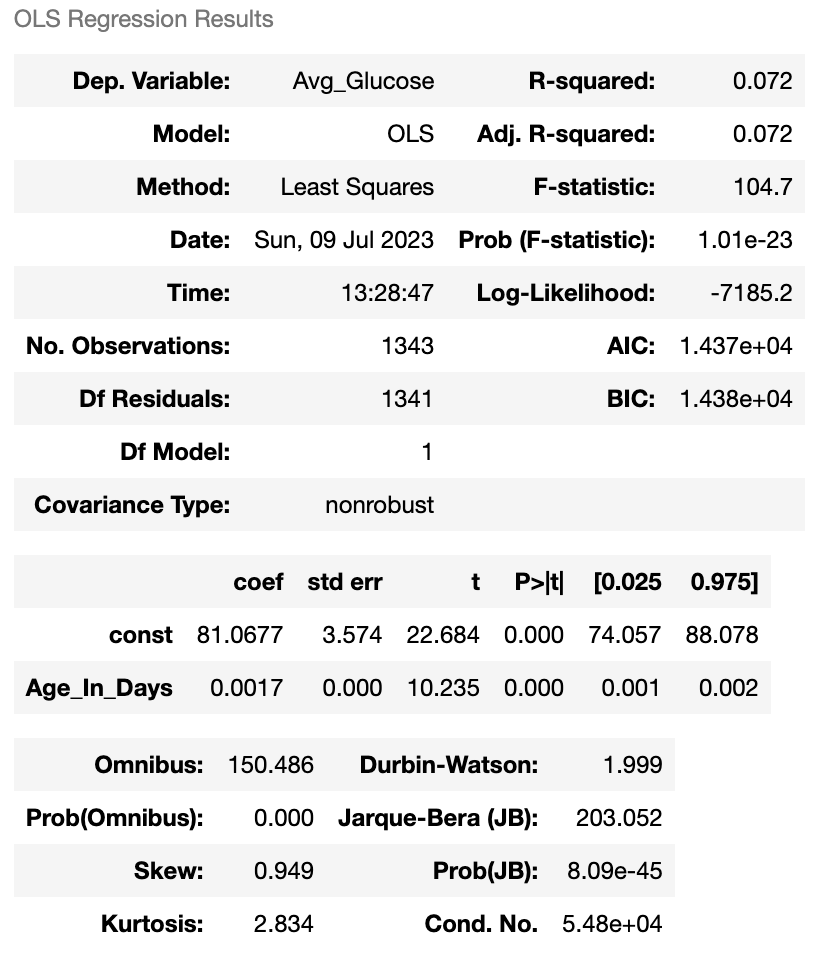 OLS Regression Results
Dep. Variable: Avg_Glucose R-squared: 0.072
Model: OLS Adj. R-squared: 0.072
Method: Least Squares F-statistic: 104.7
Date: Sun, 09 Jul 2023 Prob (F-statistic): 1.01e-23
Time: 13:28:47 Log-Likelihood: -7185.2
No. Observations: 1343 AIC: 1.437e+04
Df Residuals: 1341 BIC: 1.438e+04
Df Model: 1
Covariance Type: nonrobust
coef std err t P>|t| [0.025 0.975]
const 81.0677 3.574 22.684 0.000 74.057 88.078
Age_In_Days 0.0017 0.000 10.235 0.000 0.001 0.002
Omnibus: 150.486 Durbin-Watson: 1.999
Prob(Omnibus): 0.000 Jarque-Bera (JB): 203.052
Skew: 0.949 Prob(JB): 8.09e-45
Kurtosis: 2.834 Cond. No. 5.48e+04